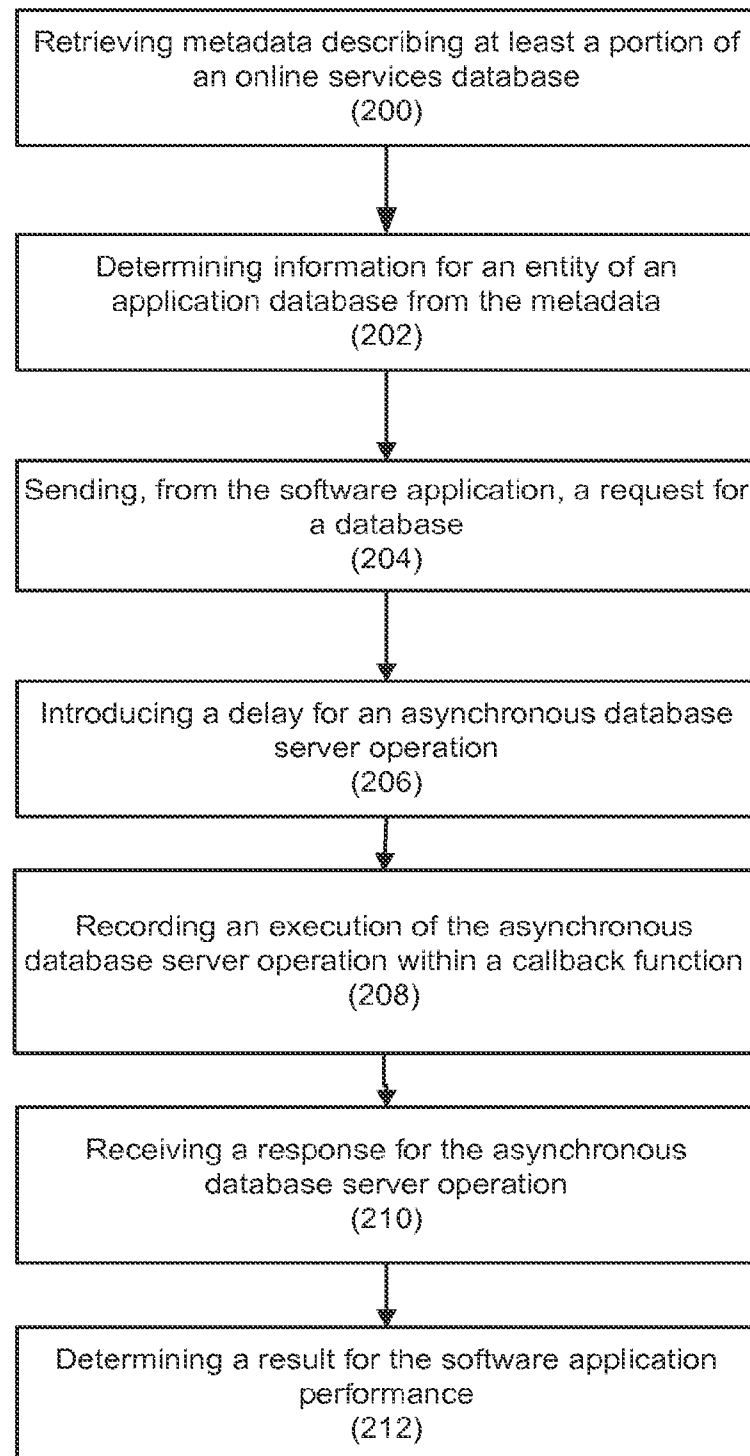 Retrieving metadata describing at least a portion of
an online services database
(200)
Determining information for an entity of an
application database from the metadata
(202)
Sending, from the software application, a request for
a database
(204)
Introducing a delay for an asynchronous database
server operation
(206)
Recording an execution of the asynchronous
database server operation within a callback function
(208)
Receiving a response for the asynchronous
database server operation
(210)
Determining a result for the software application
performance
(212)